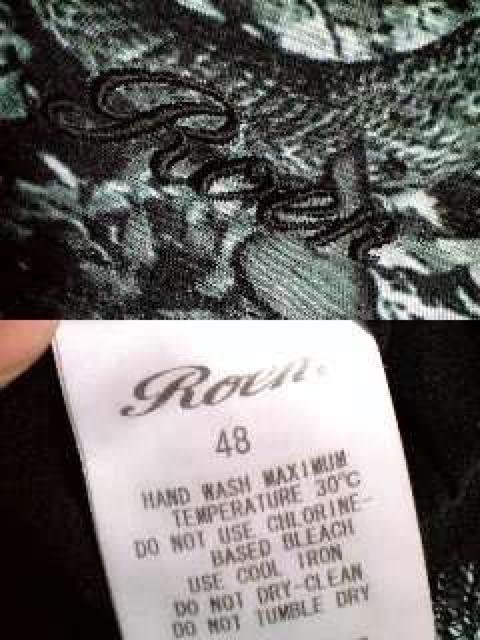 Roen
48
HAND WASH MAXIMUM
TEMPERATURE 30°C
DO NOT USE CHLORINE-
BASED BLEACH
USE COOL IRON
DO NOT DRY-CLEAN
DO NOT TUMBLE DRY